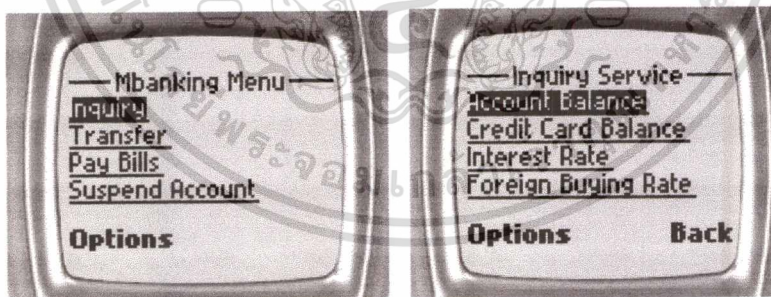 Mbanking Menu
Inquiry
Transfer
Pay Bills
Suspend Account
Options
Inquiry Service
Account Balance
Credit Card Balance
Interest Rate
Foreign Buying Rate
Options Back